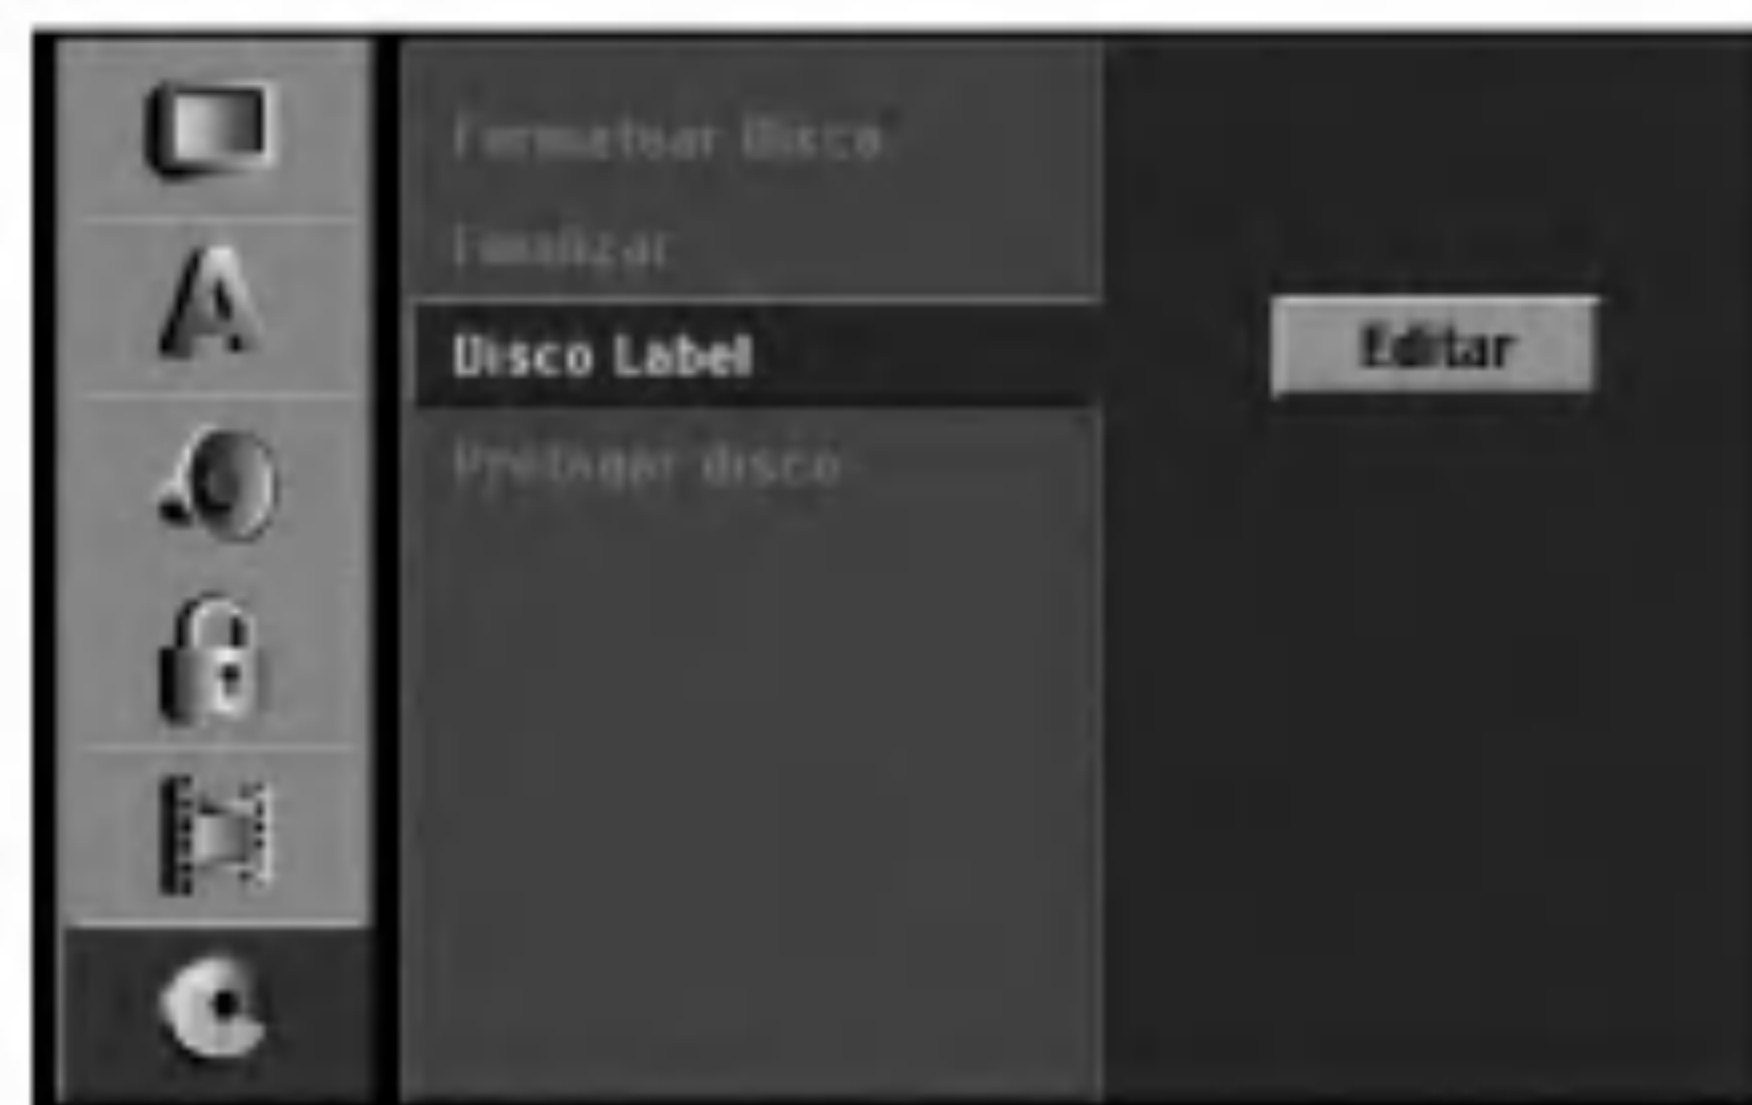 A
Formatear Disco
Finalizar
Disco Label
Editar
Proteger disco